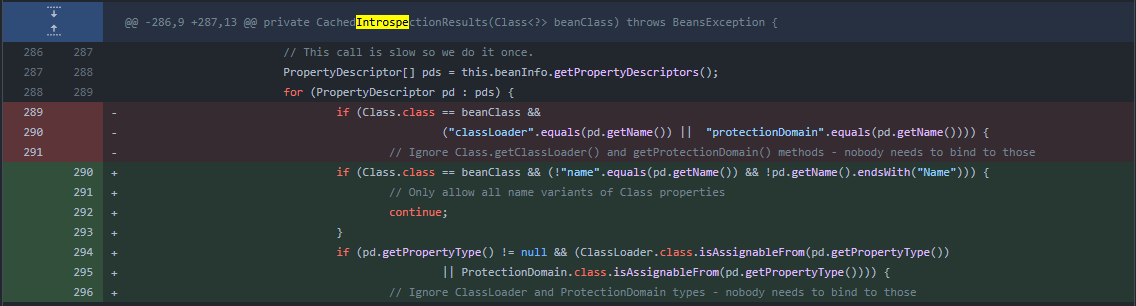 @@ -286,9 +287,13 @@ private CachedIntrospectionResults(Class<?> beanClass) throws BeansException {
286 287 // This call is slow so we do it once.
287 288 PropertyDescriptor[] pds = this.beanInfo.getPropertyDescriptors();
288 289 for (PropertyDescriptor pd : pds) {
289 - if (Class.class == beanClass &&
290 - ("classLoader".equals(pd.getName()) ||  "protectionDomain".equals(pd.getName()))) {
291 - // Ignore Class.getClassLoader() and getProtectionDomain() methods - nobody needs to bind to those
290 + if (Class.class == beanClass && (!"name".equals(pd.getName()) && !pd.getName().endsWith("Name"))) {
291 + // Only allow all name variants of Class properties
292 + continue;
293 + }
294 + if (pd.getPropertyType() != null && (ClassLoader.class.isAssignableFrom(pd.getPropertyType())
295 + || ProtectionDomain.class.isAssignableFrom(pd.getPropertyType()))) {
296 + // Ignore ClassLoader and ProtectionDomain types - nobody needs to bind to those